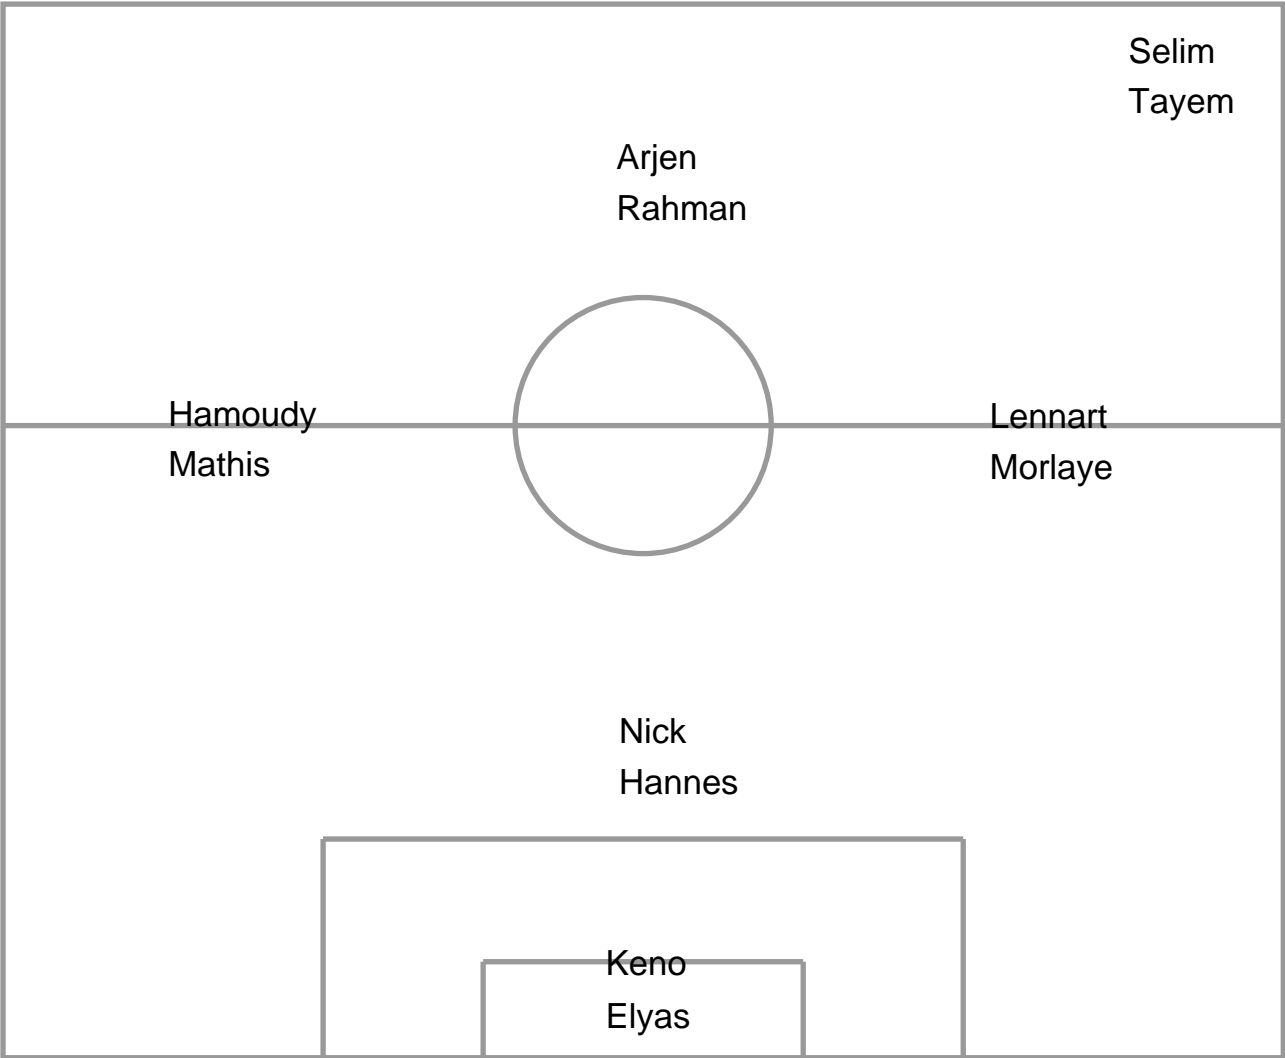 Selim
Tayem
Arjen
Rahman
Hamoudy
Mathis
Lennart
Morlaye
Nick
Hannes
Keno
Elyas